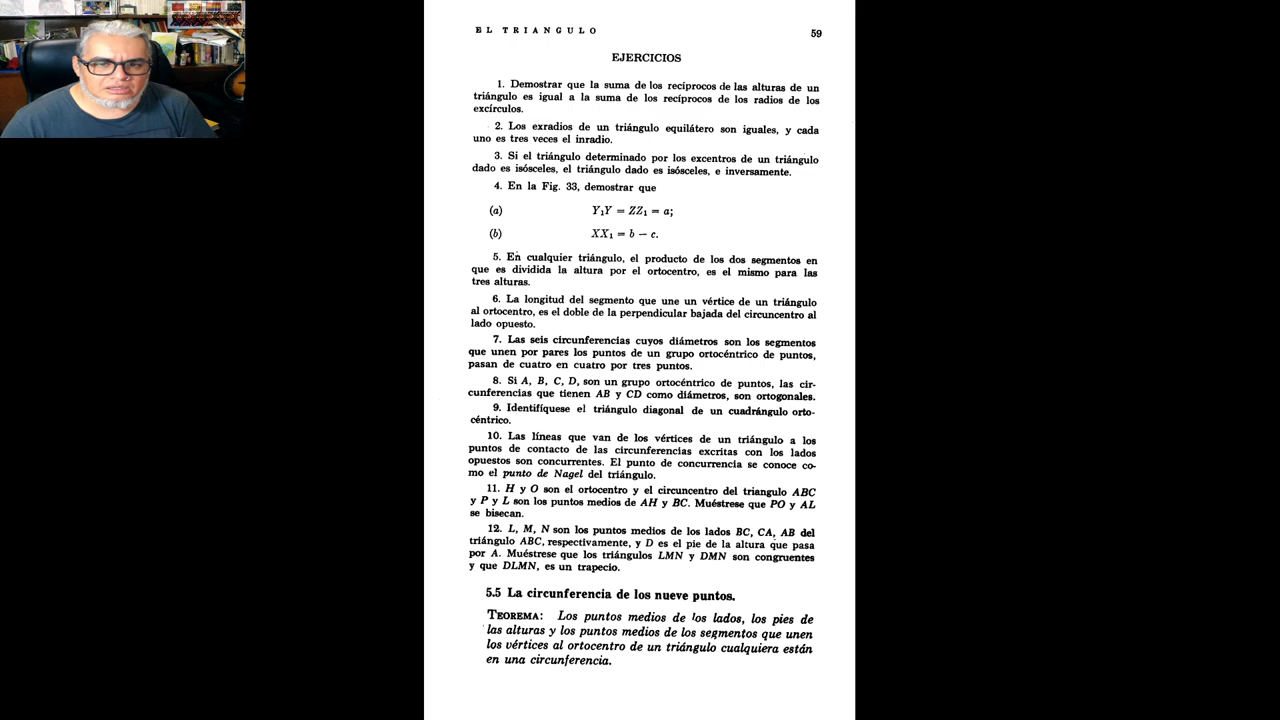 EL TRIANGULO
59
EJERCICIOS
1. Demostrar que la suma de los recíprocos de las alturas de un
triángulo es igual a la suma de los recíprocos de los radios de los
excírculos.
2. Los exradios de un triángulo equilátero son iguales, y cada
uno es tres veces el inradio.
3. Si el triángulo determinado por los excentros de un triángulo
dado es isósceles, el triángulo dado es isósceles, e inversamente.
4. En la Fig. 33, demostrar que
(a) Y₁Y = ZZ₁ = a;
(b) XX₁ = b — c.
5. En cualquier triángulo, el producto de los dos segmentos en
que es dividida la altura por el ortocentro, es el mismo para las
tres alturas.
6. La longitud del segmento que une un vértice de un triángulo
al ortocentro, es el doble de la perpendicular bajada del circuncentro al
lado opuesto.
7. Las seis circunferencias cuyos diámetros son los segmentos
que unen por pares los puntos de un grupo ortocéntrico de puntos,
pasan de cuatro en cuatro por tres puntos.
8. Si A, B, C, D, son un grupo ortocéntrico de puntos, las cir-
cunferencias que tienen AB y CD como diámetros, son ortogonales.
9. Identifíquese el triángulo diagonal de un cuadrángulo orto-
céntrico.
10. Las líneas que van de los vértices de un triángulo a los
puntos de contacto de las circunferencias excritas con los lados
opuestos son concurrentes. El punto de concurrencia se conoce co-
mo el punto de Nagel del triángulo.
11. H y O son el ortocentro y el circuncentro del triangulo ABC
y P y L son los puntos medios de AH y BC. Muéstrese que PO y AL
se bisecan.
12. L, M, N son los puntos medios de los lados BC, CA, AB del
triángulo ABC, respectivamente, y D es el pie de la altura que pasa
por A. Muéstrese que los triángulos LMN y DMN son congruentes
y que DLMN, es un trapecio.
5.5 La circunferencia de los nueve puntos.
TEOREMA: Los puntos medios de los lados, los pies de
las alturas y los puntos medios de los segmentos que unen
los vértices al ortocentro de un triángulo cualquiera están
en una circunferencia.